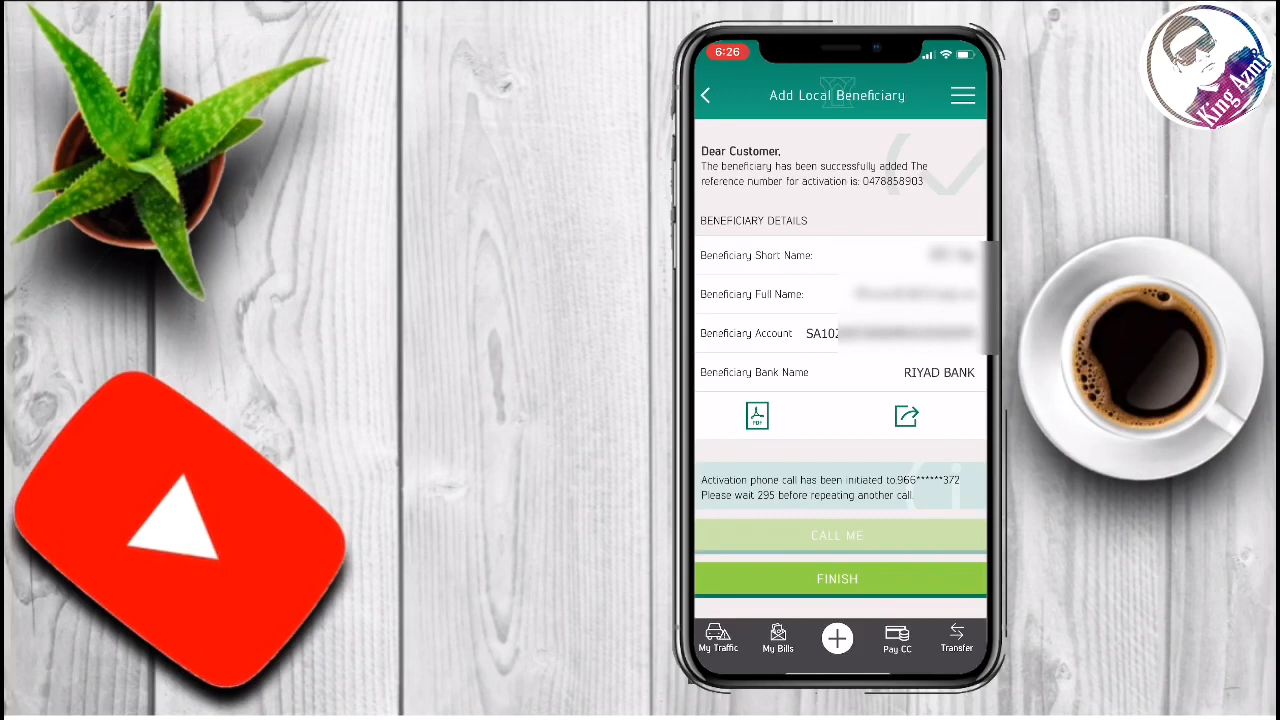 King Azmi
6:26
Add Local Beneficiary
Dear Customer,
The beneficiary has been successfully added The
reference number for activation is: 0478858903
BENEFICIARY DETAILS
Beneficiary Short Name:
Beneficiary Full Name:
Beneficiary Account SA102
Beneficiary Bank Name RIYAD BANK
PDF
Activation phone call has been initiated to:966******372
Please wait 295 before repeating another call.
CALL ME
FINISH
My Traffic My Bills Pay CC Transfer